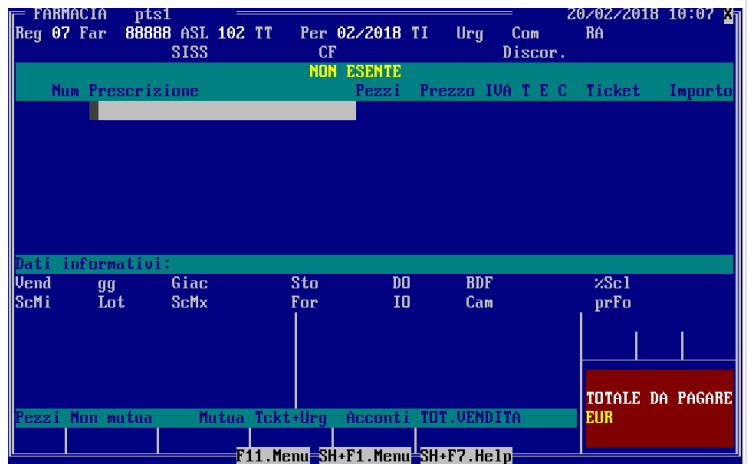 FARMACIA pts1 20/02/2018 10:07 X
Reg 07 Far 88888 ASL 102 TT Per 02/2018 TI Urg Com RA
SISS CF Discor.
NON ESENTE
Num Prescrizione Pezzi Prezzo IVA T E C Ticket Importo
Dati informativi:
Vend gg Giac Sto DO BDF %Scl
ScMi Lot ScMx For IO Cam prFo
TOTALE DA PAGARE
Pezzi Non mutua Mutua Tckt+Urg Acconti TOT.VENDITA EUR
F11.Menu SH+F1.Menu SH+F7.Help